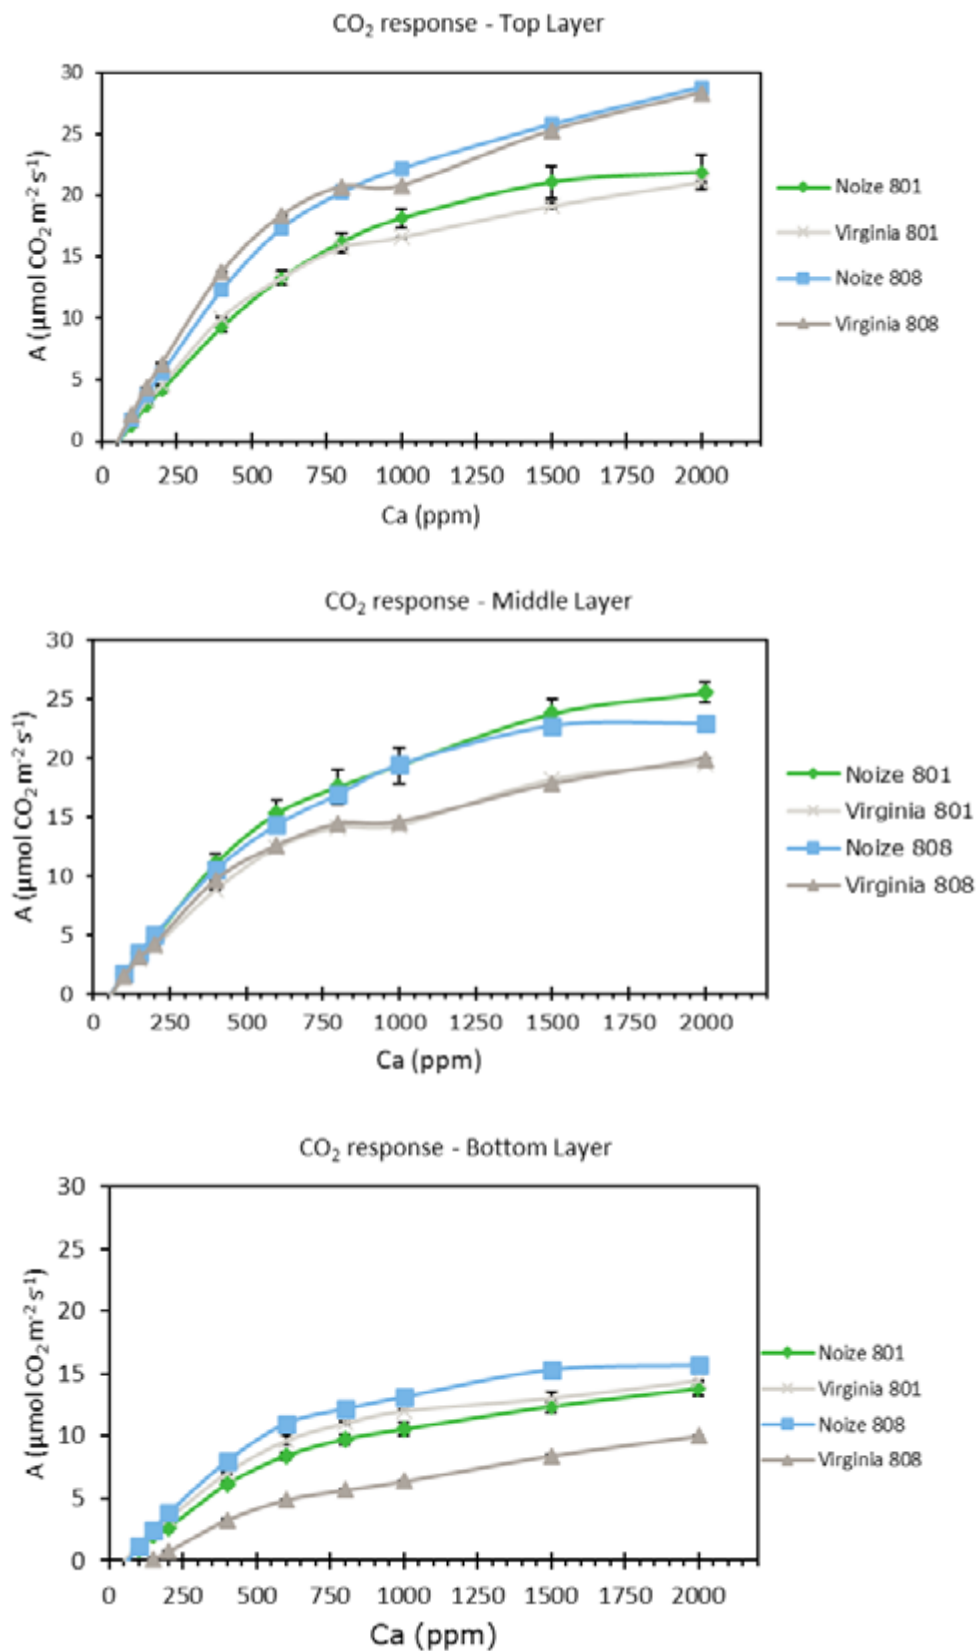 CO₂ response - Top Layer
30
25
20
15
10
5
0
A (μmol CO₂ m⁻² s⁻¹)
0 250 500 750 1000 1250 1500 1750 2000
Ca (ppm)
Noize 801
Virginia 801
Noize 808
Virginia 808
CO₂ response - Middle Layer
30
25
20
15
10
5
0
A (μmol CO₂ m⁻² s⁻¹)
0 250 500 750 1000 1250 1500 1750 2000
Ca (ppm)
Noize 801
Virginia 801
Noize 808
Virginia 808
CO₂ response - Bottom Layer
30
25
20
15
10
5
0
A (μmol CO₂ m⁻² s⁻¹)
0 250 500 750 1000 1250 1500 1750 2000
Ca (ppm)
Noize 801
Virginia 801
Noize 808
Virginia 808